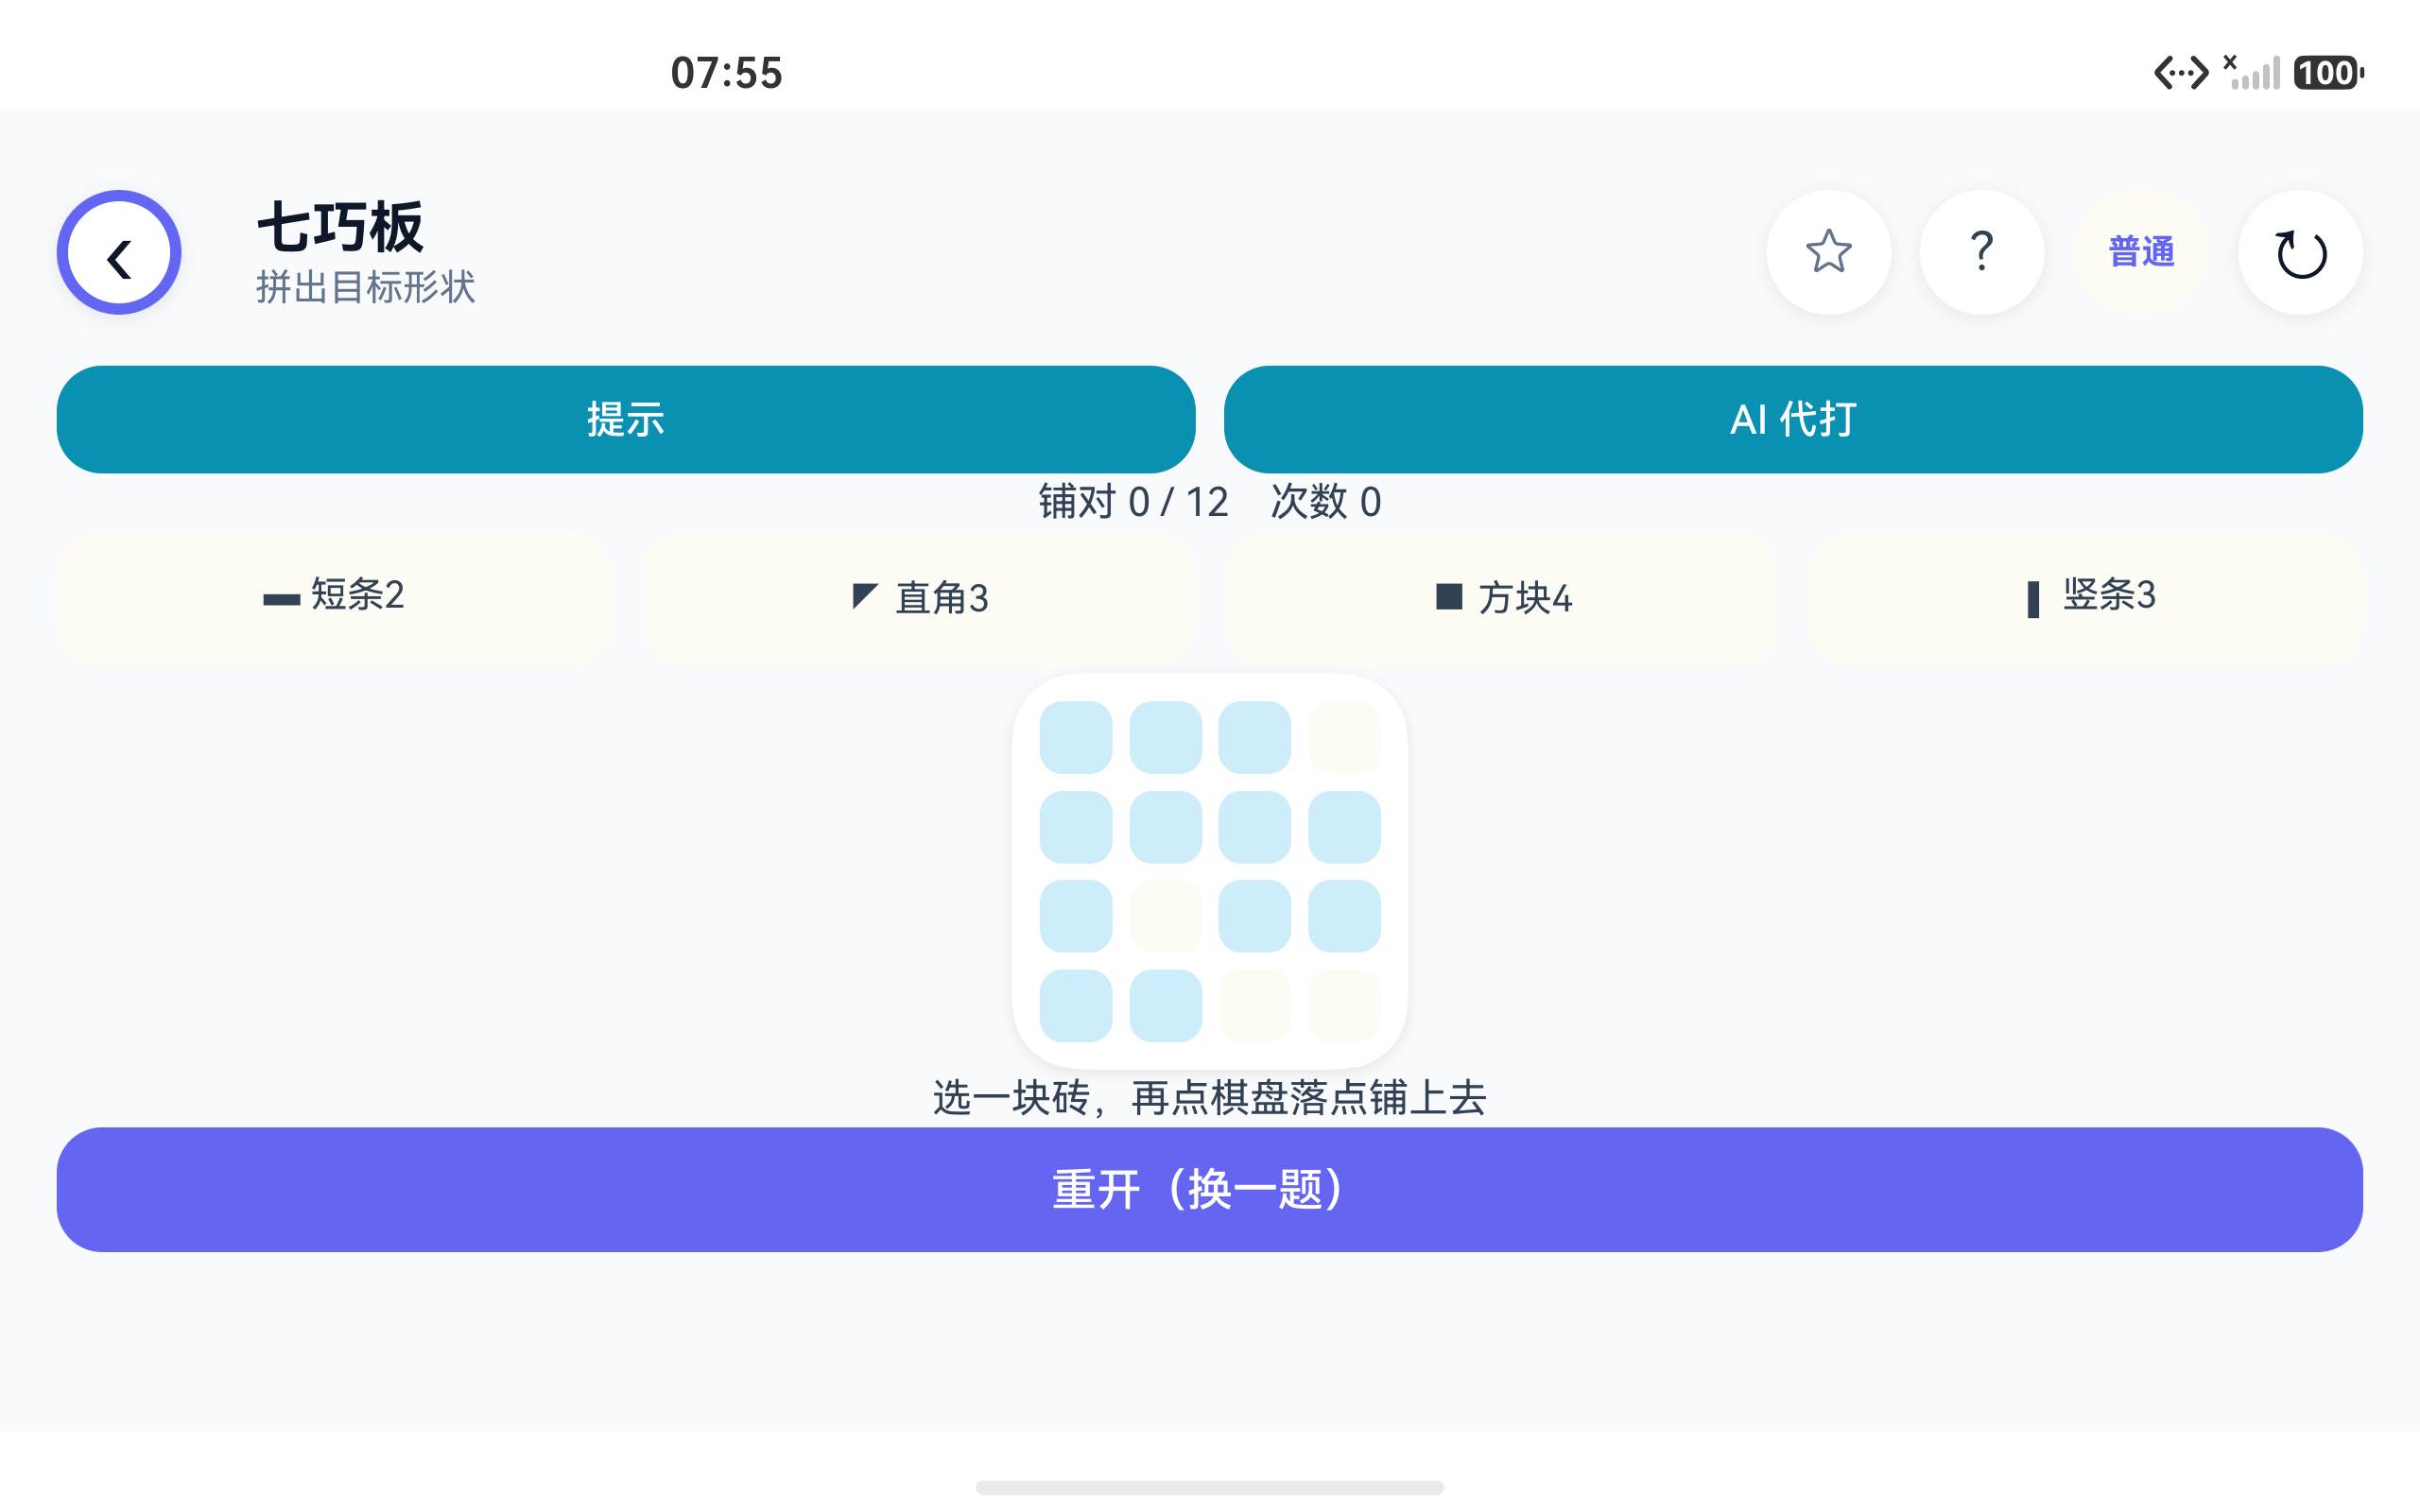 07:55
100
七巧板
拼出目标形状
?
普通
提示
AI 代打
铺对 0 / 12 次数 0
短条2
直角3
方块4
竖条3
选一块砖，再点棋盘落点铺上去
重开（换一题）